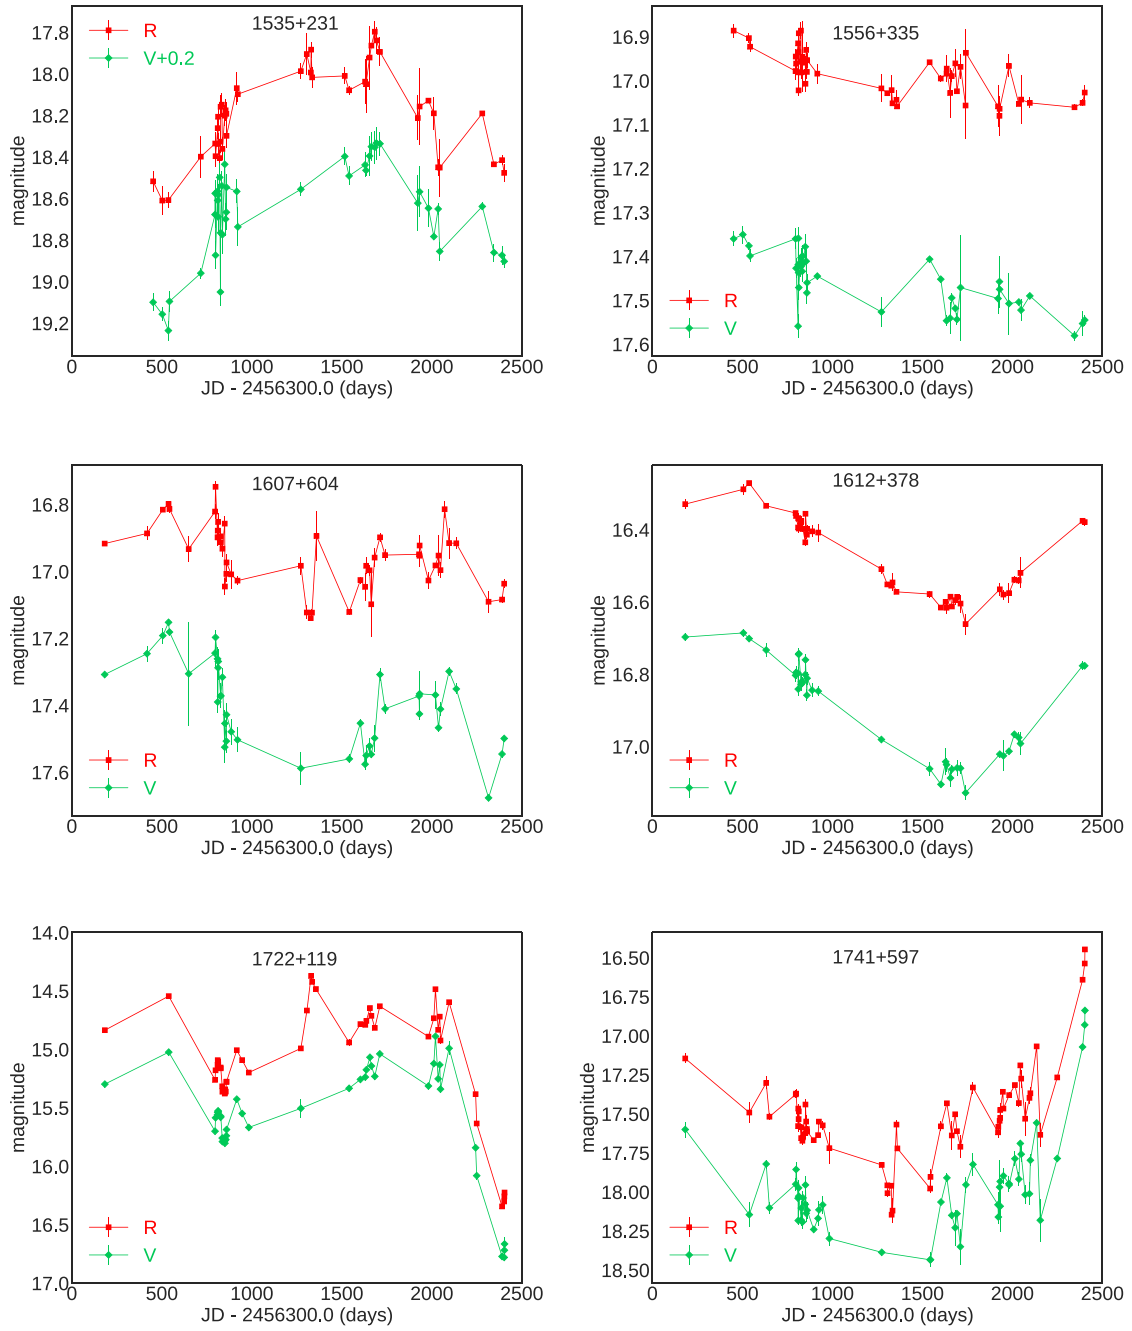 1535+231
R
V+0.2
17.8
18.0
18.2
18.4
18.6
18.8
19.0
19.2
magnitude
0 500 1000 1500 2000 2500
JD - 2456300.0 (days)
1556+335
16.9
17.0
17.1
17.2
17.3
17.4
17.5
17.6
magnitude
R
V
0 500 1000 1500 2000 2500
JD - 2456300.0 (days)
1607+604
16.8
17.0
17.2
17.4
17.6
magnitude
R
V
0 500 1000 1500 2000 2500
JD - 2456300.0 (days)
1612+378
16.4
16.6
16.8
17.0
magnitude
R
V
0 500 1000 1500 2000 2500
JD - 2456300.0 (days)
1722+119
14.0
14.5
15.0
15.5
16.0
16.5
17.0
magnitude
R
V
0 500 1000 1500 2000 2500
JD - 2456300.0 (days)
1741+597
16.50
16.75
17.00
17.25
17.50
17.75
18.00
18.25
18.50
magnitude
R
V
0 500 1000 1500 2000 2500
JD - 2456300.0 (days)